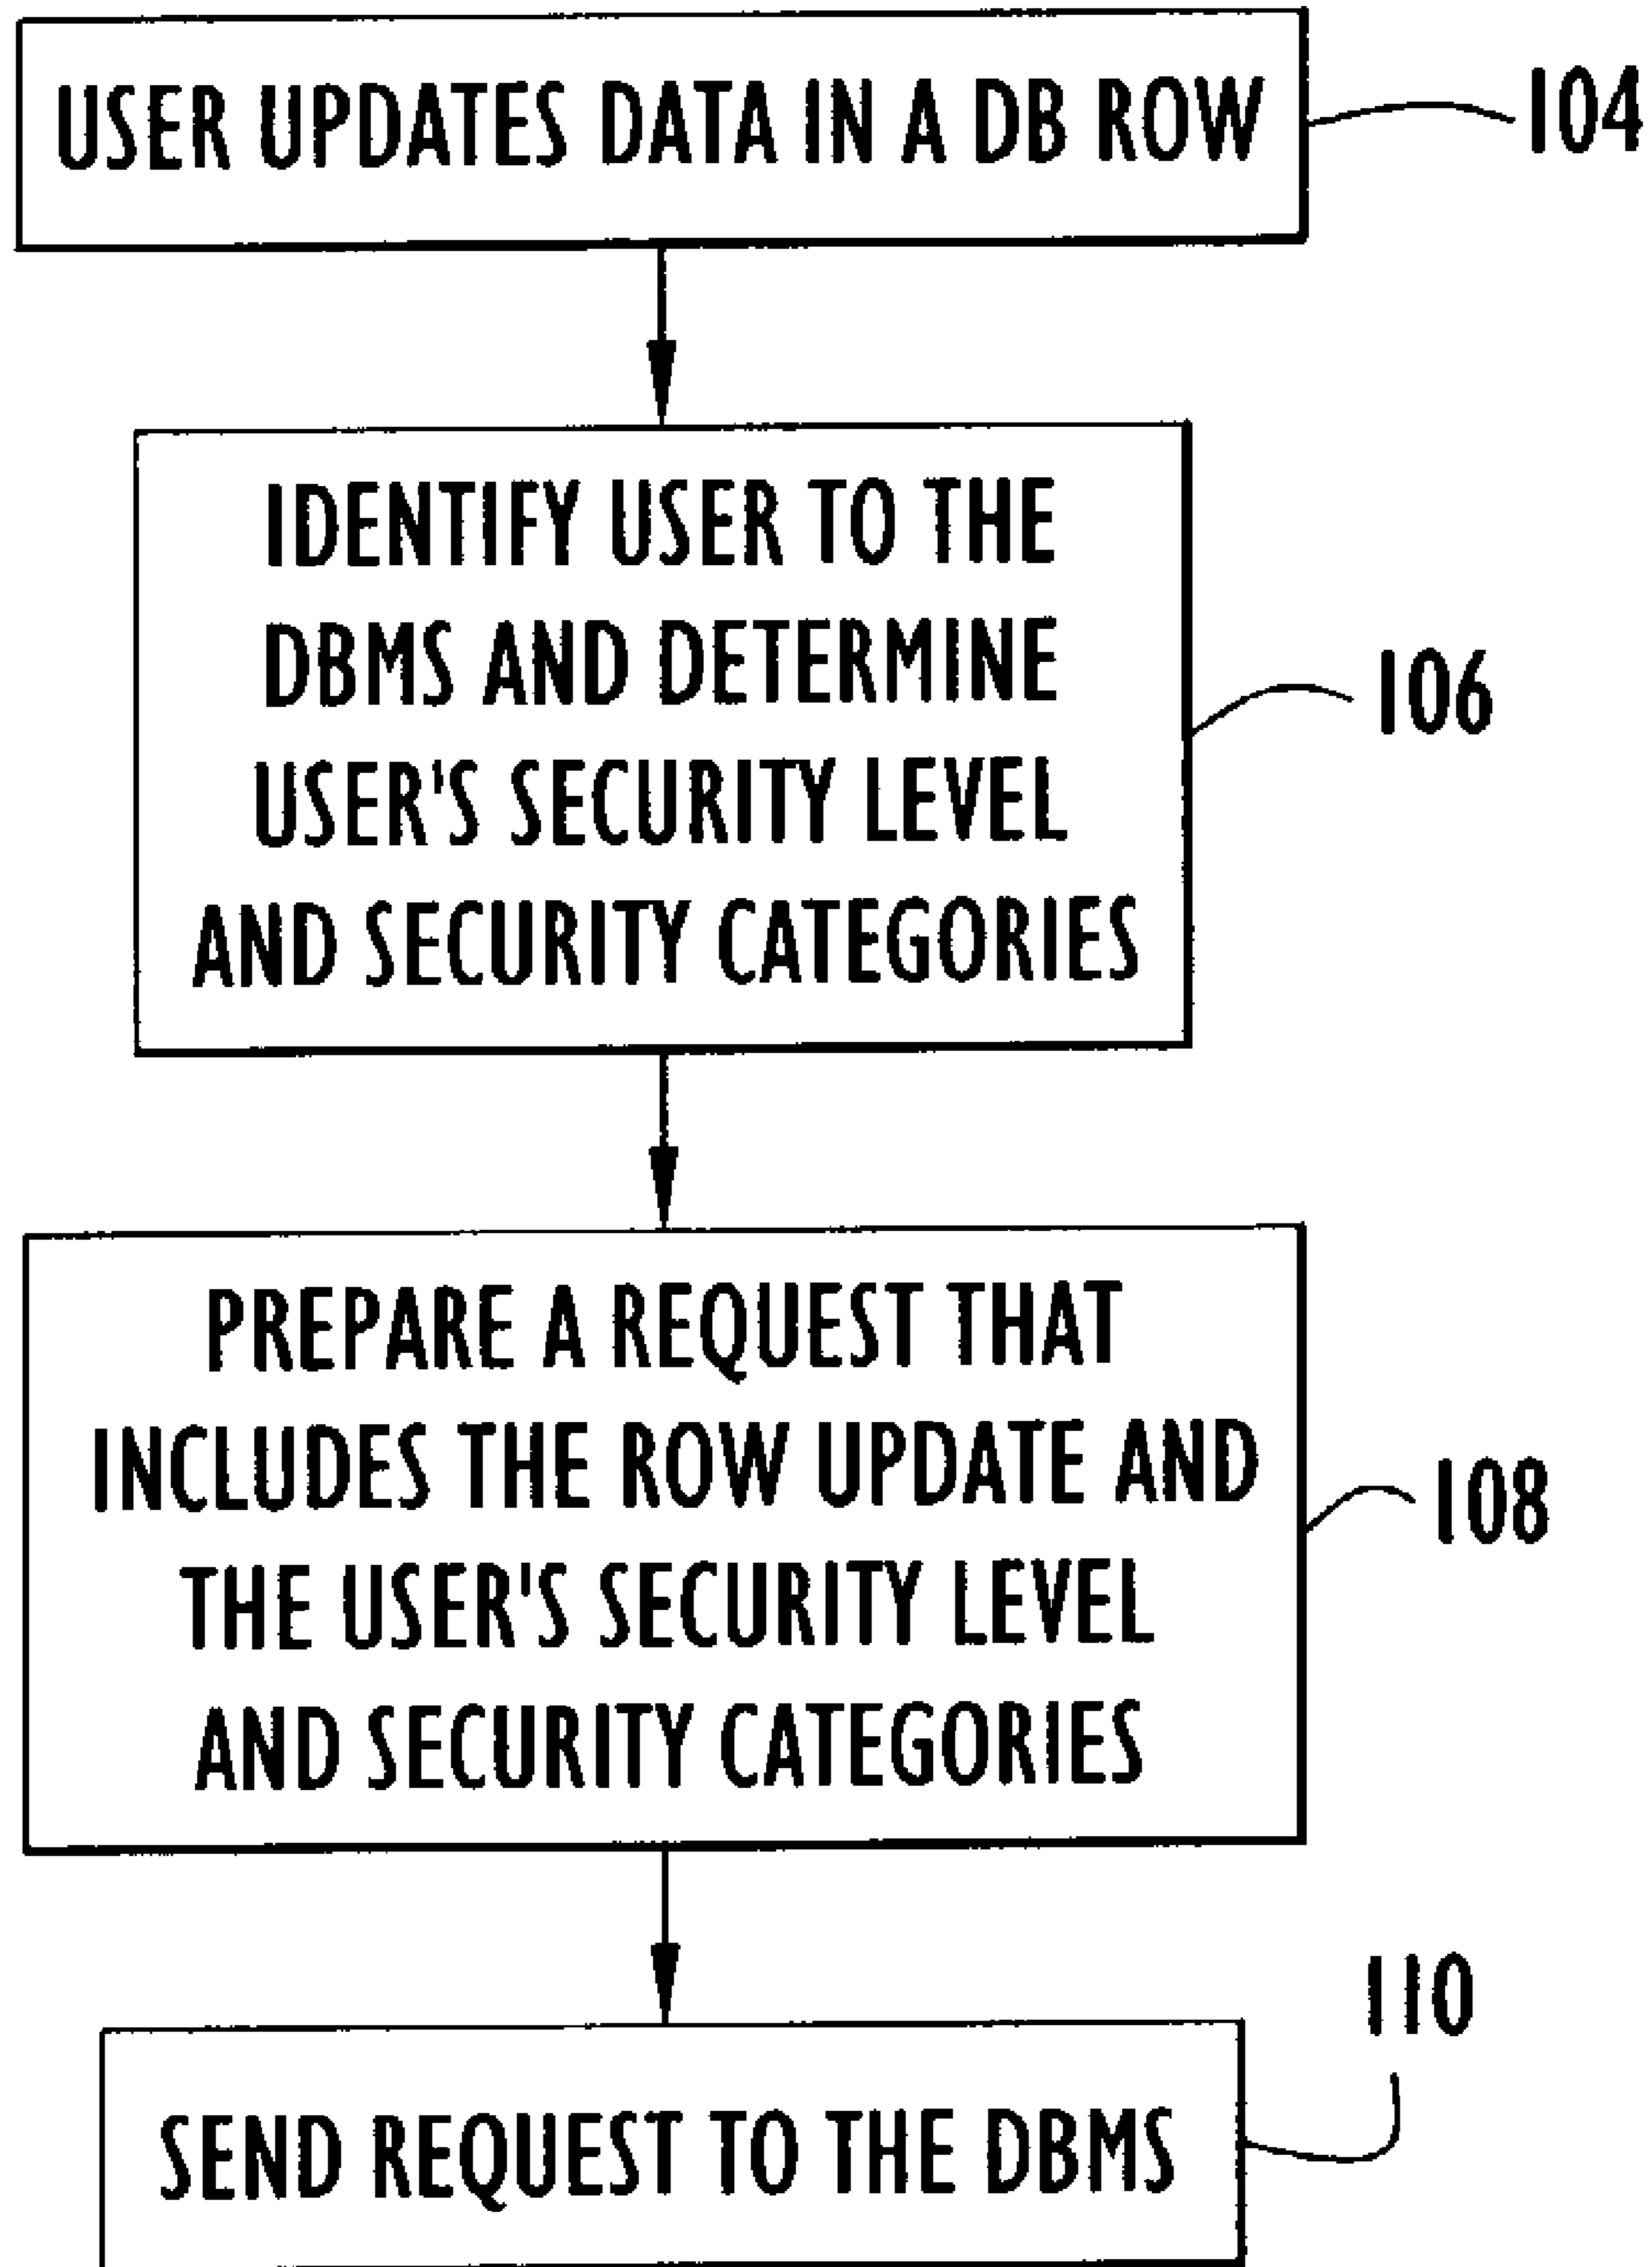 USER UPDATES DATA IN A DB ROW
104
IDENTIFY USER TO THE
DBMS AND DETERMINE
USER'S SECURITY LEVEL
AND SECURITY CATEGORIES
106
PREPARE A REQUEST THAT
INCLUDES THE ROW UPDATE AND
THE USER'S SECURITY LEVEL
AND SECURITY CATEGORIES
108
110
SEND REQUEST TO THE DBMS